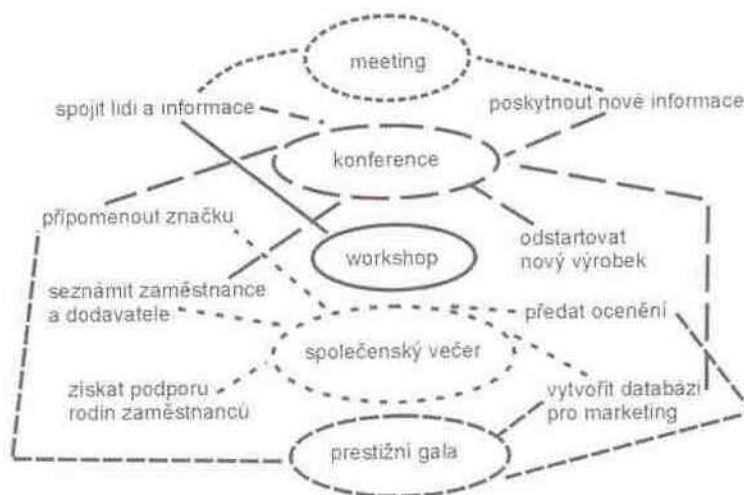 meeting
spojit lidi a informace
poskytnout nové informace
konference
připomenout značku
odstartovat
nový výrobek
workshop
seznámit zaměstnance
a dodavatele
předat ocenění
společenský večer
získat podporu
rodin zaměstnanců
vytvořit databázi
pro marketing
prestižní gala